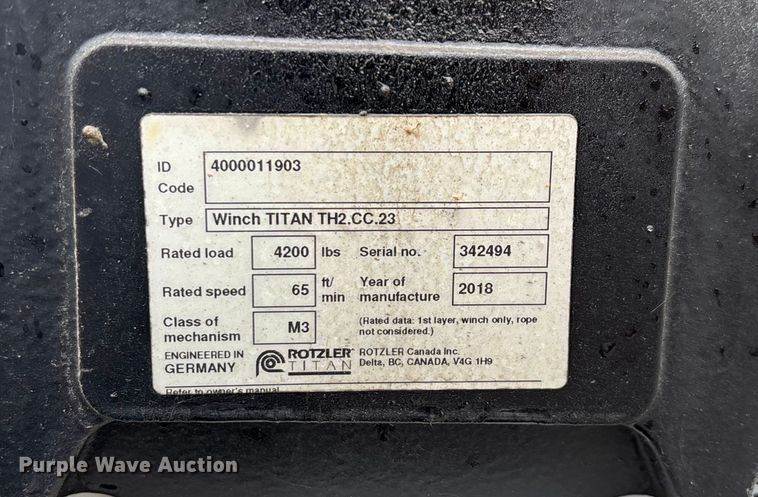 ID Code 4000011903
Type Winch TITAN TH2.CC.23
Rated load 4200 lbs Serial no. 342494
Rated speed 65 ft/min Year of manufacture 2018
Class of mechanism M3 (Rated data: 1st layer, winch only, rope
not considered.)
ENGINEERED IN GERMANY ROTZLER TITAN ROTZLER Canada Inc.
Delta, BC, CANADA, V4G 1H9
Refer to owner's manual
Purple Wave Auction